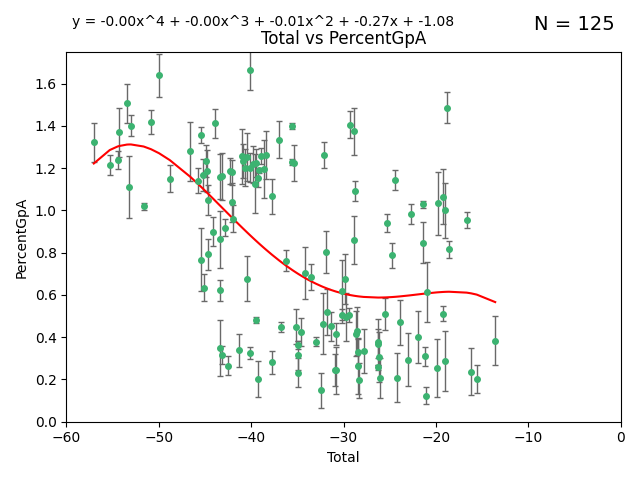 y = -0.00x^4 + -0.00x^3 + -0.01x^2 + -0.27x + -1.08
N = 125
Total vs PercentGpA
PercentGpA
1.6
1.4
1.2
1.0
0.8
0.6
0.4
0.2
0.0
−60 −50 −40 −30 −20 −10 0
Total